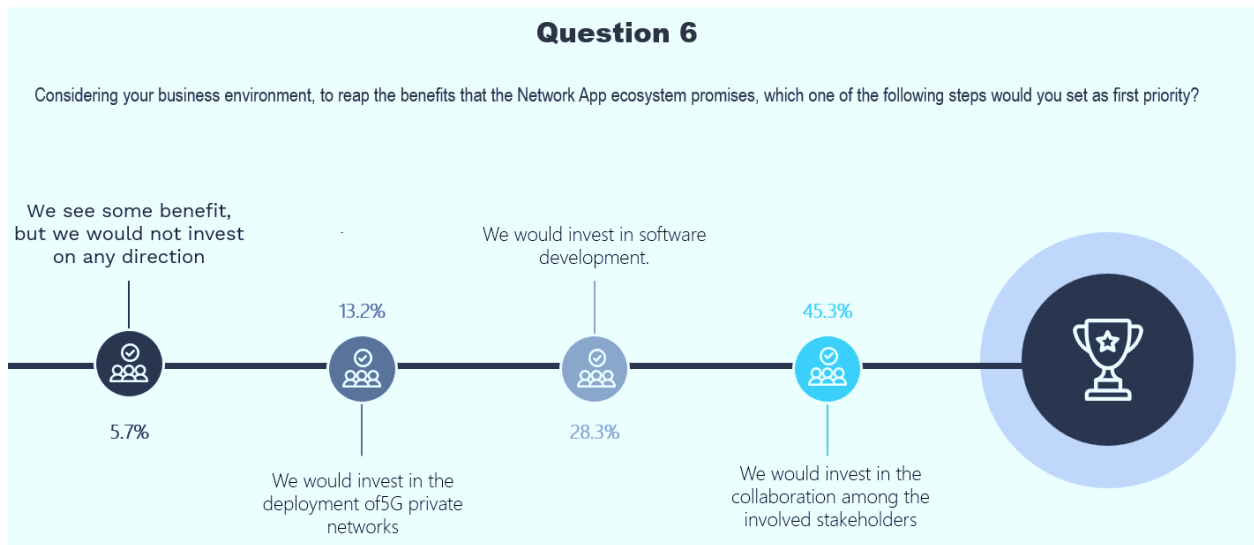 Question 6
Considering your business environment, to reap the benefits that the Network App ecosystem promises, which one of the following steps would you set as first priority?
We see some benefit,
but we would not invest
on any direction
5.7%
13.2%
We would invest in the
deployment of5G private
networks
We would invest in software
development.
28.3%
45.3%
We would invest in the
collaboration among the
involved stakeholders